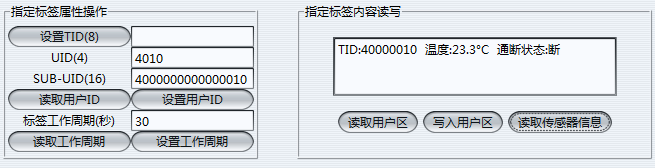 指定标签属性操作
设置TID(8)
UID(4) 4010
SUB-UID(16) 4000000000000010
读取用户ID 设置用户ID
标签工作周期(秒) 30
读取工作周期 设置工作周期
指定标签内容读写
TID:40000010 温度:23.3°C 通断状态:断
读取用户区 写入用户区 读取传感器信息